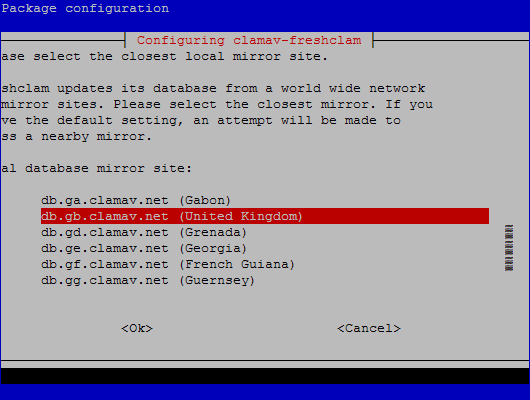 Package configuration
Configuring clamav-freshclam
ase select the closest local mirror site.
shclam updates its database from a world wide network
mirror sites. Please select the closest mirror. If you
ve the default setting, an attempt will be made to
ss a nearby mirror.
al database mirror site:
db.ga.clamav.net (Gabon)
db.gb.clamav.net (United Kingdom)
db.gd.clamav.net (Grenada)
db.ge.clamav.net (Georgia)
db.gf.clamav.net (French Guiana)
db.gg.clamav.net (Guernsey)
<Ok> <Cancel>